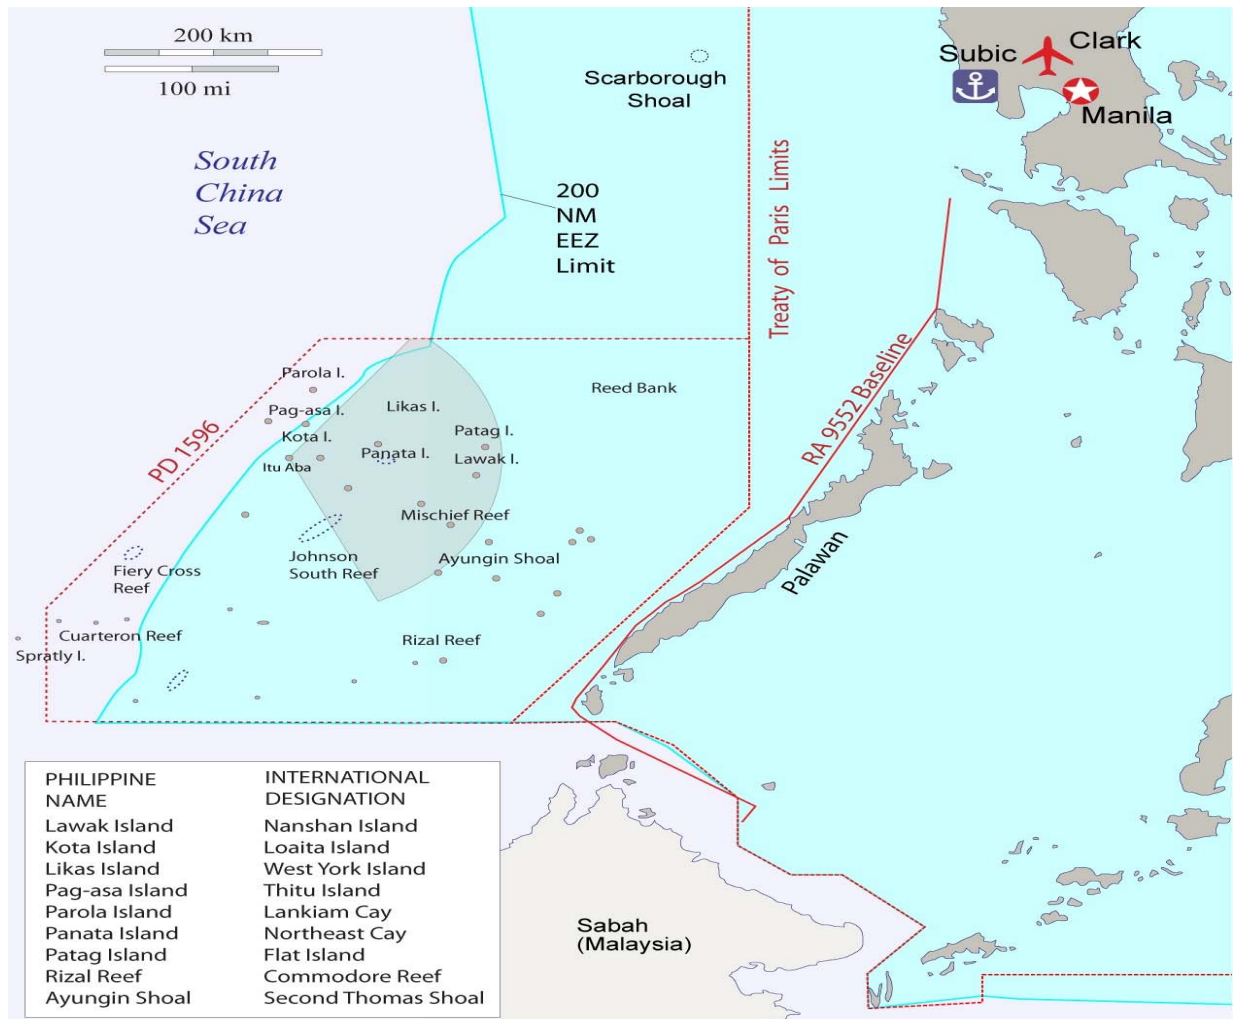 200 km
100 mi
South
China
Sea
Scarborough
Shoal
Subic
Clark
Manila
200
NM
EEZ
Limit
Treaty of Paris Limits
RA 9552 Baseline
PD 1596
Parola I.
Pag-asa I.
Likas I.
Reed Bank
Kota I.
Patag I.
Panata I.
Lawak I.
Itu Aba
Mischief Reef
Johnson
South Reef
Ayungin Shoal
Fiery Cross
Reef
Cuarteron Reef
Spratly I.
Rizal Reef
Palawan
Sabah
(Malaysia)
PHILIPPINE NAME
INTERNATIONAL DESIGNATION
Lawak Island Nanshan Island
Kota Island Loaita Island
Likas Island West York Island
Pag-asa Island Thitu Island
Parola Island Lankiam Cay
Panata Island Northeast Cay
Patag Island Flat Island
Rizal Reef Commodore Reef
Ayungin Shoal Second Thomas Shoal